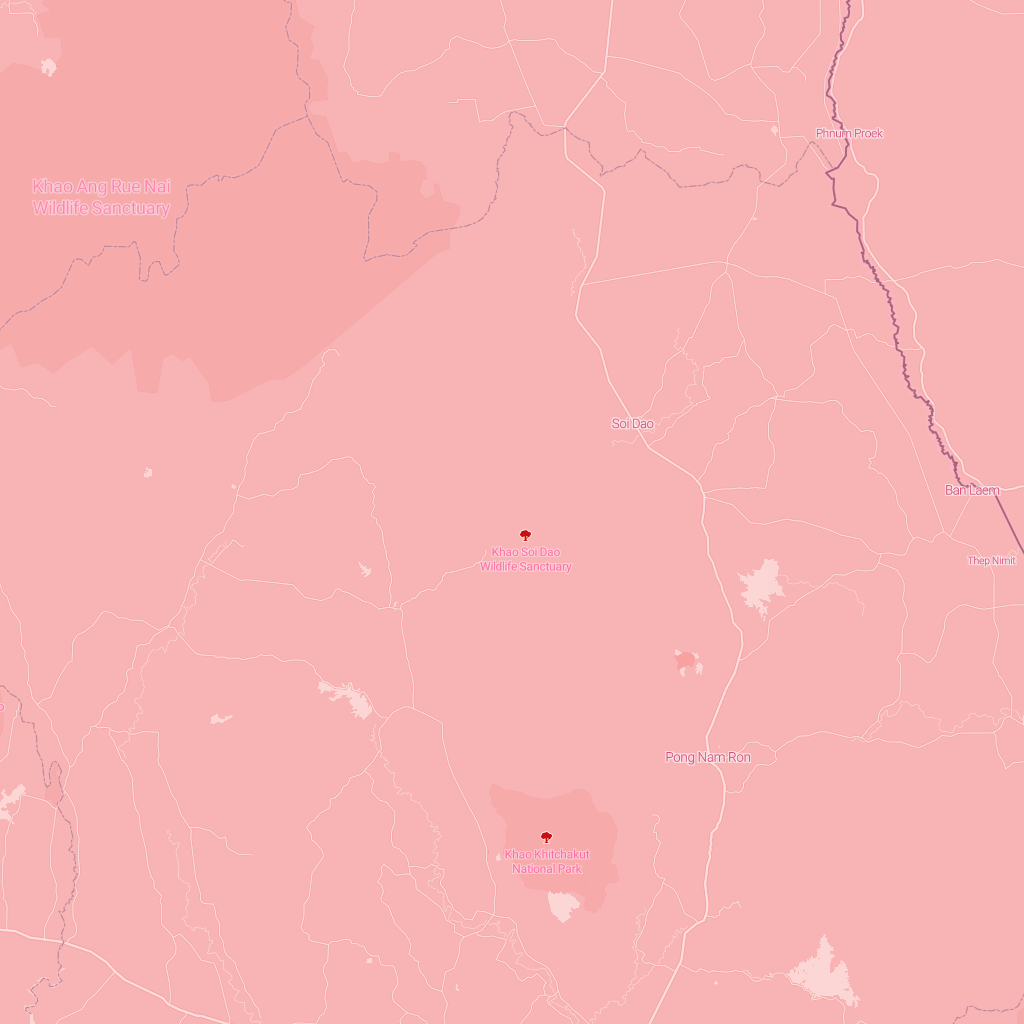 Phnum Proek
Khao Ang Rue Nai
Wildlife Sanctuary
Soi Dao
Ban Laem
Khao Soi Dao
Wildlife Sanctuary
Thep Nimit
Pong Nam Ron
Khao Khitchakut
National Park